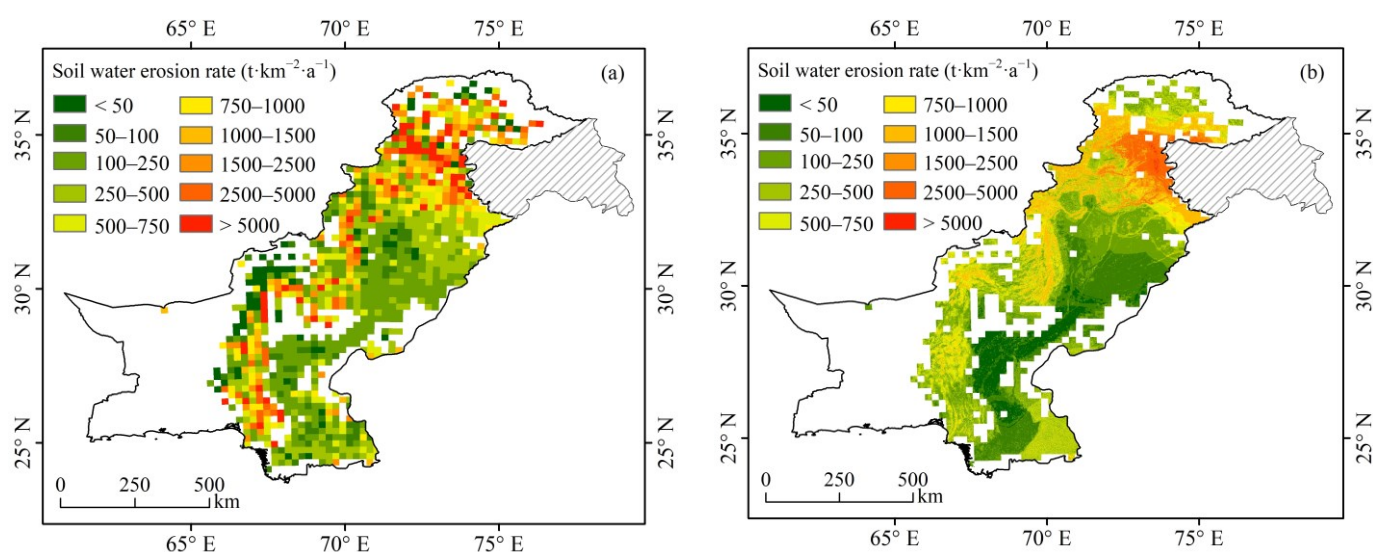 65° E 70° E 75° E
Soil water erosion rate (t·km⁻²·a⁻¹) (a)
< 50 750–1000
50–100 1000–1500
100–250 1500–2500
250–500 2500–5000
500–750 > 5000
35° N 35° N
30° N 30° N
25° N 25° N
0 250 500
km
65° E 70° E 75° E
65° E 70° E 75° E
Soil water erosion rate (t·km⁻²·a⁻¹) (b)
< 50 750–1000
50–100 1000–1500
100–250 1500–2500
250–500 2500–5000
500–750 > 5000
35° N 35° N
30° N 30° N
25° N 25° N
0 250 500
km
65° E 70° E 75° E